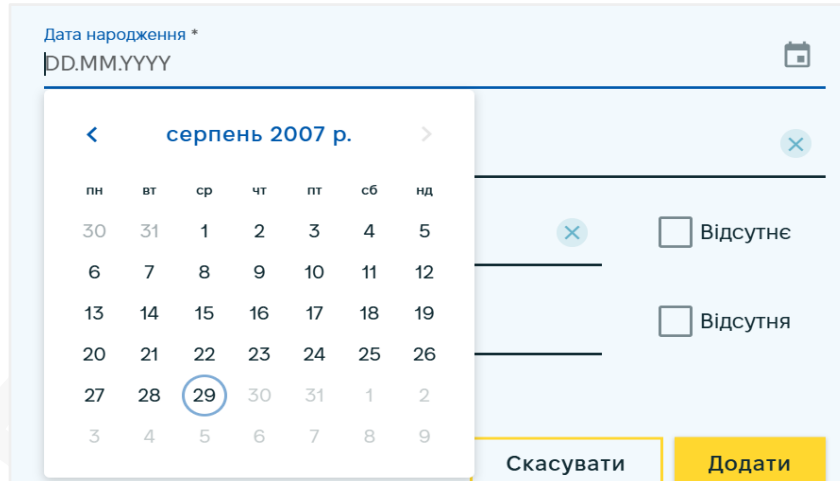 Дата народження *
DD.MM.YYYY
серпень 2007 р.
пн вт ср чт пт сб нд
30 31 1 2 3 4 5
6 7 8 9 10 11 12
13 14 15 16 17 18 19
20 21 22 23 24 25 26
27 28 29 30 31 1 2
3 4 5 6 7 8 9
Відсутнє
Відсутня
Скасувати
Додати